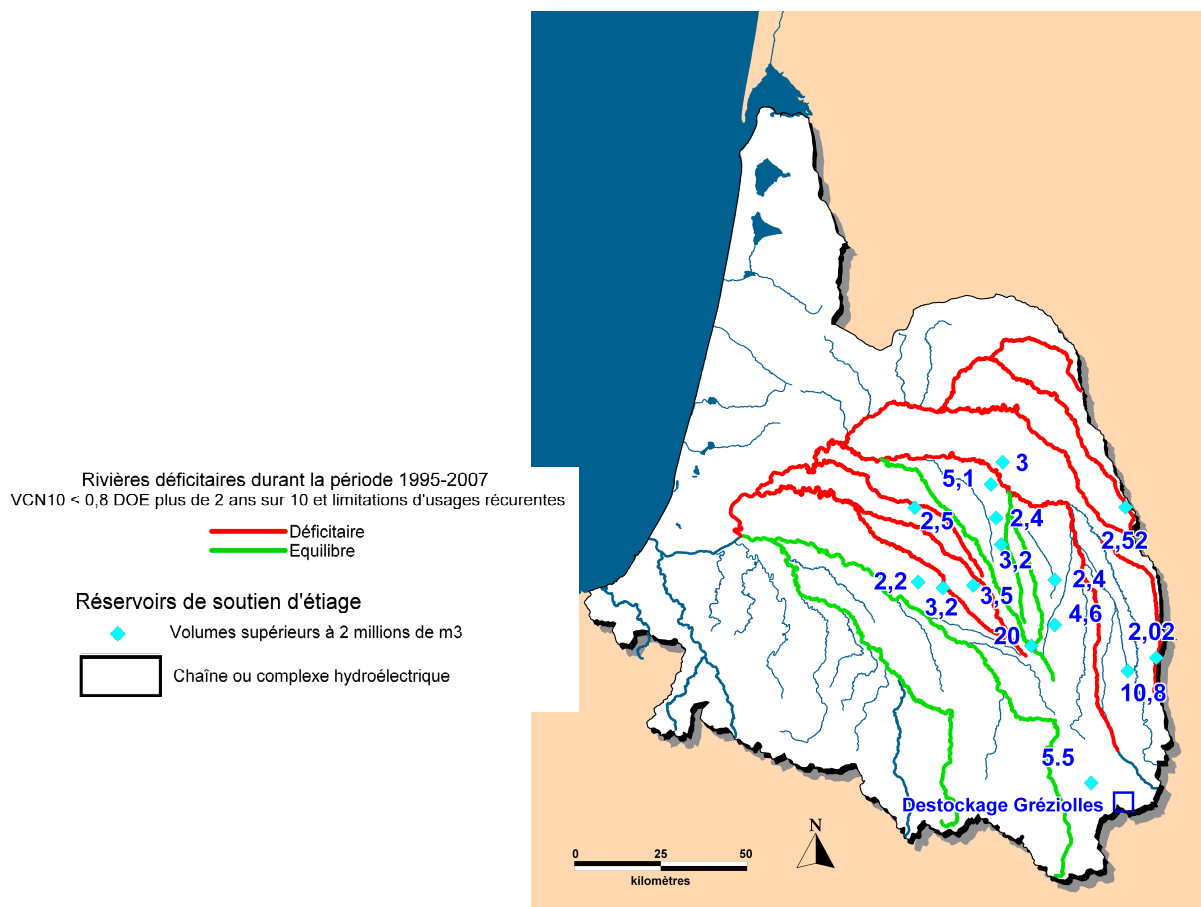 Rivières déficitaires durant la période 1995-2007
VCN10 < 0,8 DOE plus de 2 ans sur 10 et limitations d'usages récurentes
Déficitaire
Equilibre
Réservoirs de soutien d'étiage
Volumes supérieurs à 2 millions de m3
Chaîne ou complexe hydroélectrique
3
5,1
2,5
2,4
2,52
3,2
2,2
2,4
3,2
3,5
4,6
20
2,02
10,8
5.5
Destockage Gréziolles
N
0 25 50
kilomètres